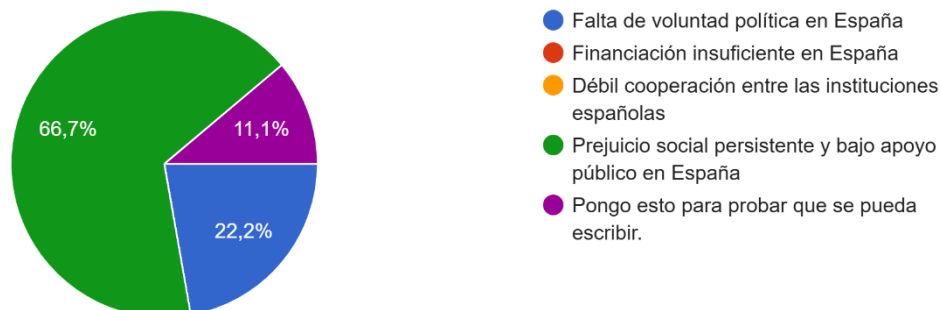 66,7%
11,1%
22,2%
Falta de voluntad política en España
Financiación insuficiente en España
Débil cooperación entre las instituciones
españolas
Prejuicio social persistente y bajo apoyo
público en España
Pongo esto para probar que se pueda
escribir.